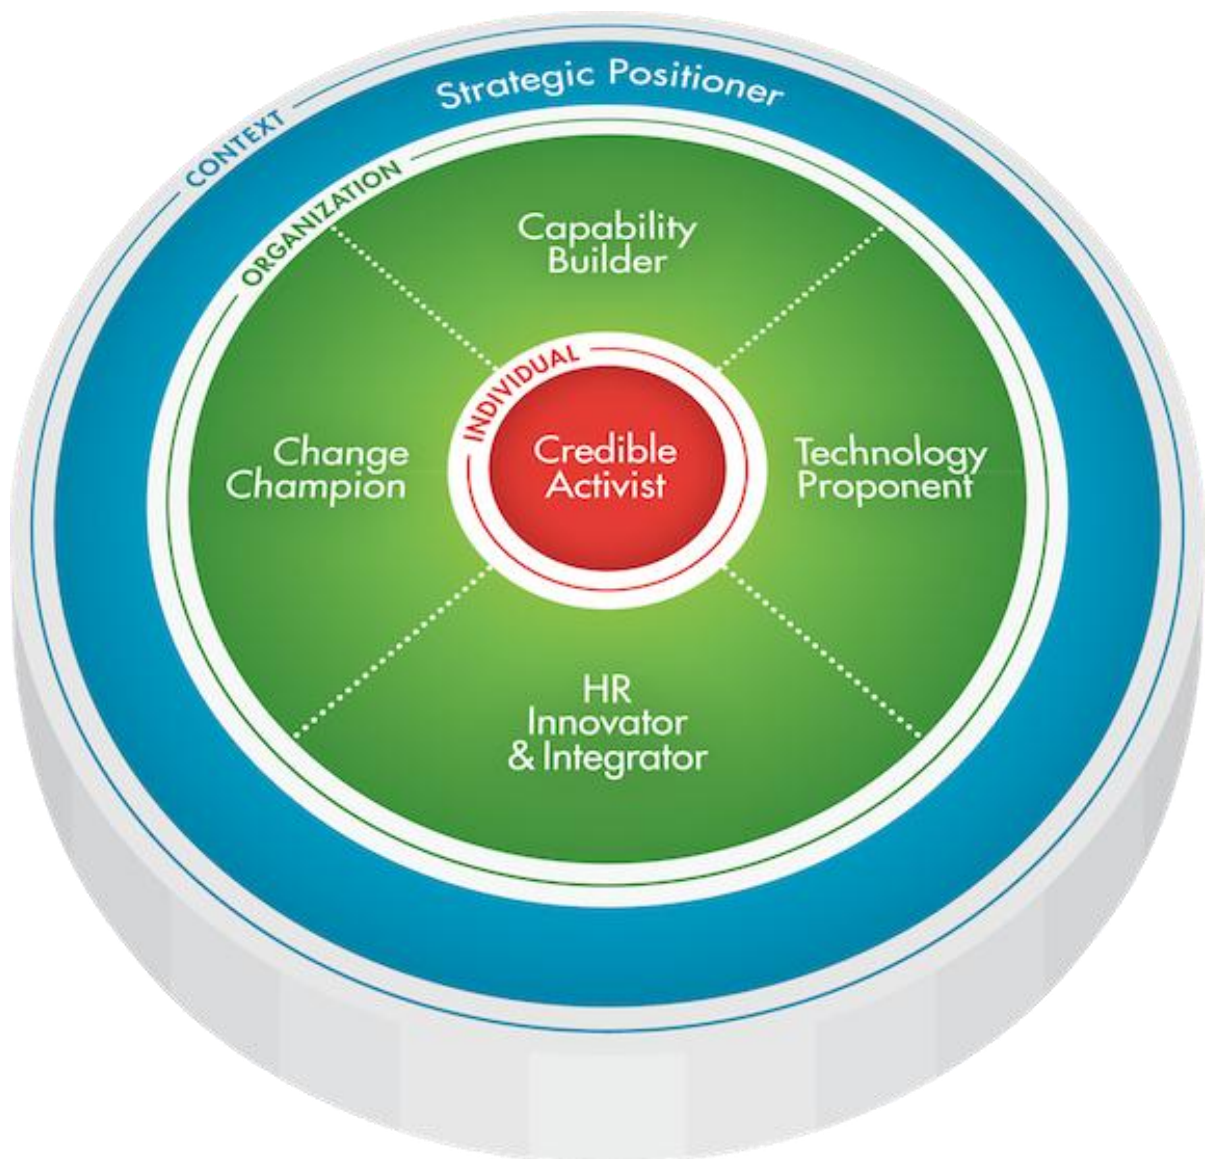 CONTEXT
Strategic Positioner
ORGANIZATION
Capability
Builder
INDIVIDUAL
Change
Champion
Credible
Activist
Technology
Proponent
HR
Innovator
& Integrator